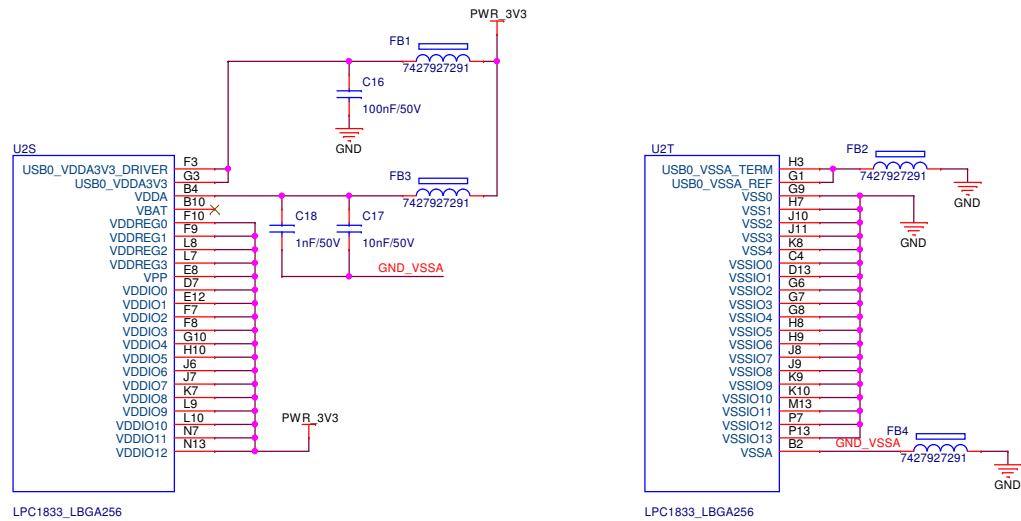 PWR_3V3
FB1
7427927291
C16
100nF/50V
GND
U2S
USB0_VDDA3V3_DRIVER F3
USB0_VDDA3V3 G3
VDDA B4
VBAT B10
VDDREG0 F10
VDDREG1 F9
VDDREG2 L8
VDDREG3 L7
VPP E8
VDDIO0 D7
VDDIO1 E12
VDDIO2 F7
VDDIO3 F8
VDDIO4 G10
VDDIO5 H10
VDDIO6 J6
VDDIO7 J7
VDDIO8 K7
VDDIO9 L9
VDDIO10 L10
VDDIO11 N7
VDDIO12 N13
FB3
7427927291
C18
1nF/50V
C17
10nF/50V
GND_VSSA
PWR_3V3
LPC1833_LBGA256
U2T
USB0_VSSA_TERM H3
USB0_VSSA_REF G1
VSS0 G9
VSS1 H7
VSS2 J10
VSS3 J11
VSS4 K8
VSSIO0 C4
VSSIO1 D13
VSSIO2 G6
VSSIO3 G7
VSSIO4 G8
VSSIO5 H8
VSSIO6 H9
VSSIO7 J8
VSSIO8 J9
VSSIO9 K9
VSSIO10 K10
VSSIO11 M13
VSSIO12 P7
VSSIO13 P13
VSSA B2
FB2
7427927291
GND
GND
GND_VSSA
FB4
7427927291
GND
LPC1833_LBGA256